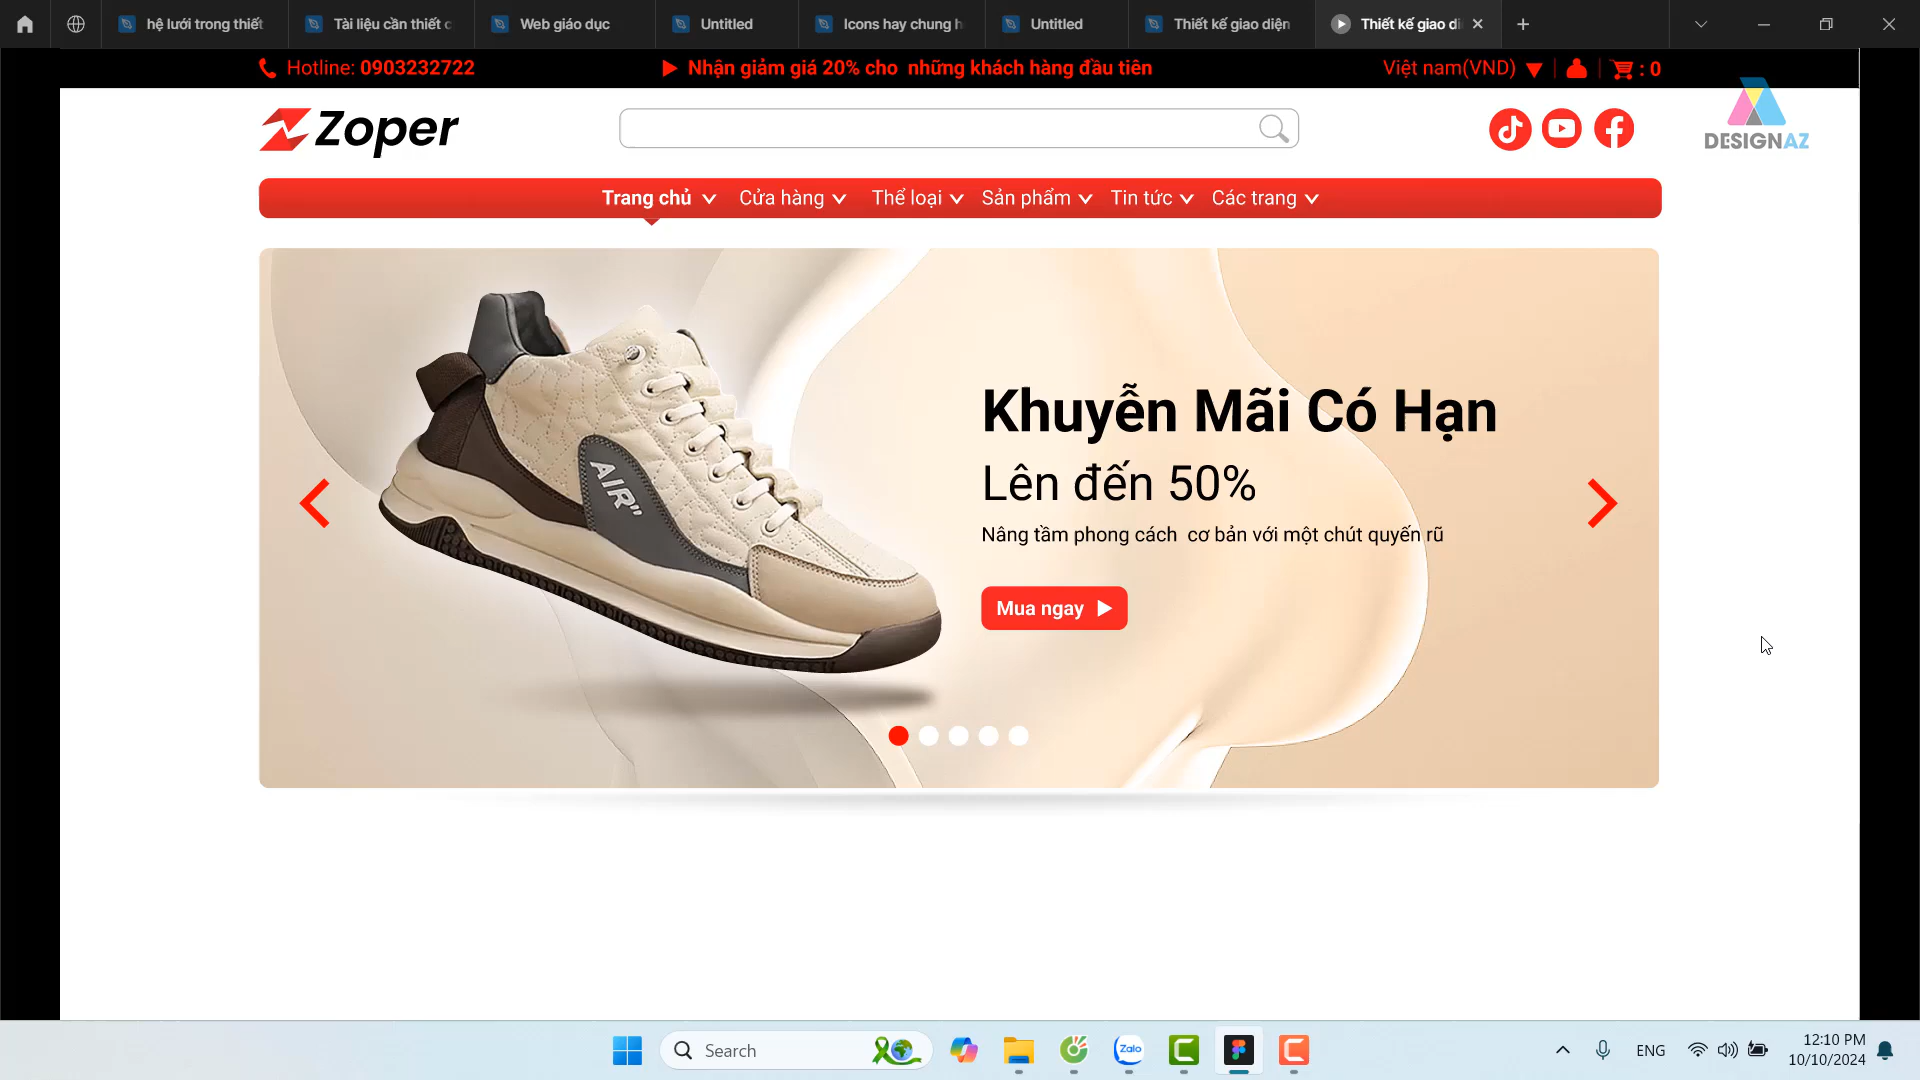 hệ lưới trong thiết
Tài liệu cần thiết c
Web giáo dục
Untitled
Icons hay chung h
Untitled
Thiết kế giao diện
Thiết kế giao di
Hotline: 0903232722
Nhận giảm giá 20% cho những khách hàng đầu tiên
Việt nam(VND)
: 0
Zoper
DESIGNAZ
Trang chủ
Cửa hàng
Thể loại
Sản phẩm
Tin tức
Các trang
AIR"
Khuyễn Mãi Có Hạn
Lên đến 50%
Nâng tầm phong cách cơ bản với một chút quyến rũ
Mua ngay
Search
Zalo
ENG
12:10 PM
10/10/2024